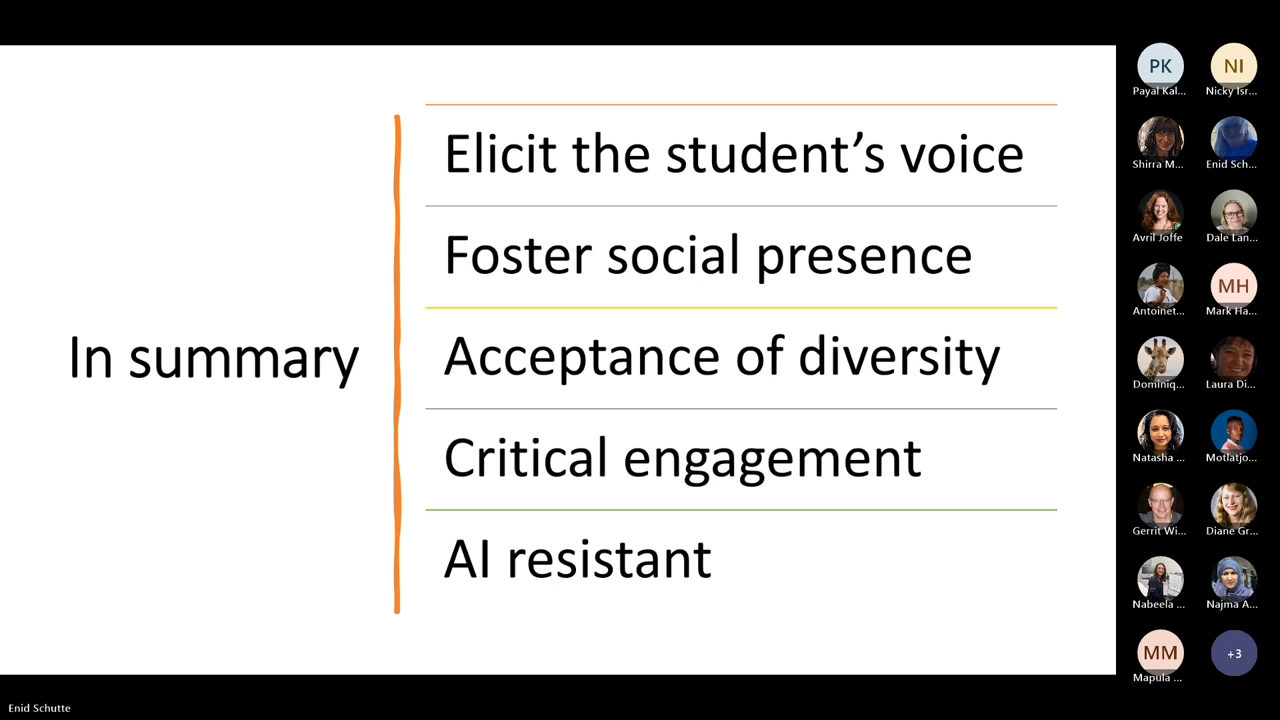 In summary
Elicit the student’s voice
Foster social presence
Acceptance of diversity
Critical engagement
AI resistant
PK
Payal Kal...
NI
Nicky Isr...
Shirra M...
Enid Sch...
Avril Joffe
Dale Lan...
Antoinet...
MH
Mark Ha...
Dominiq...
Laura Di...
Natasha ...
Motlatjo...
Gerrit Wi...
Diane Gr...
Nabeela ...
Najma A...
MM
Mapula ...
+3
Enid Schutte